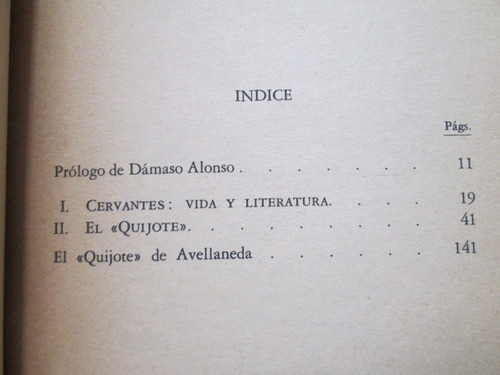 INDICE
Págs.
Prólogo de Dámaso Alonso . . . . . . . 11
I. CERVANTES: VIDA Y LITERATURA. . . . 19
II. EL «QUIJOTE». . . . . . . . 41
El «Quijote» de Avellaneda . . . . . . 141